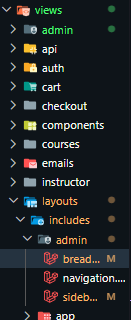 views
admin
api
auth
cart
checkout
components
courses
emails
instructor
layouts
includes
admin
bread... M
navigation....
sideb... M
app